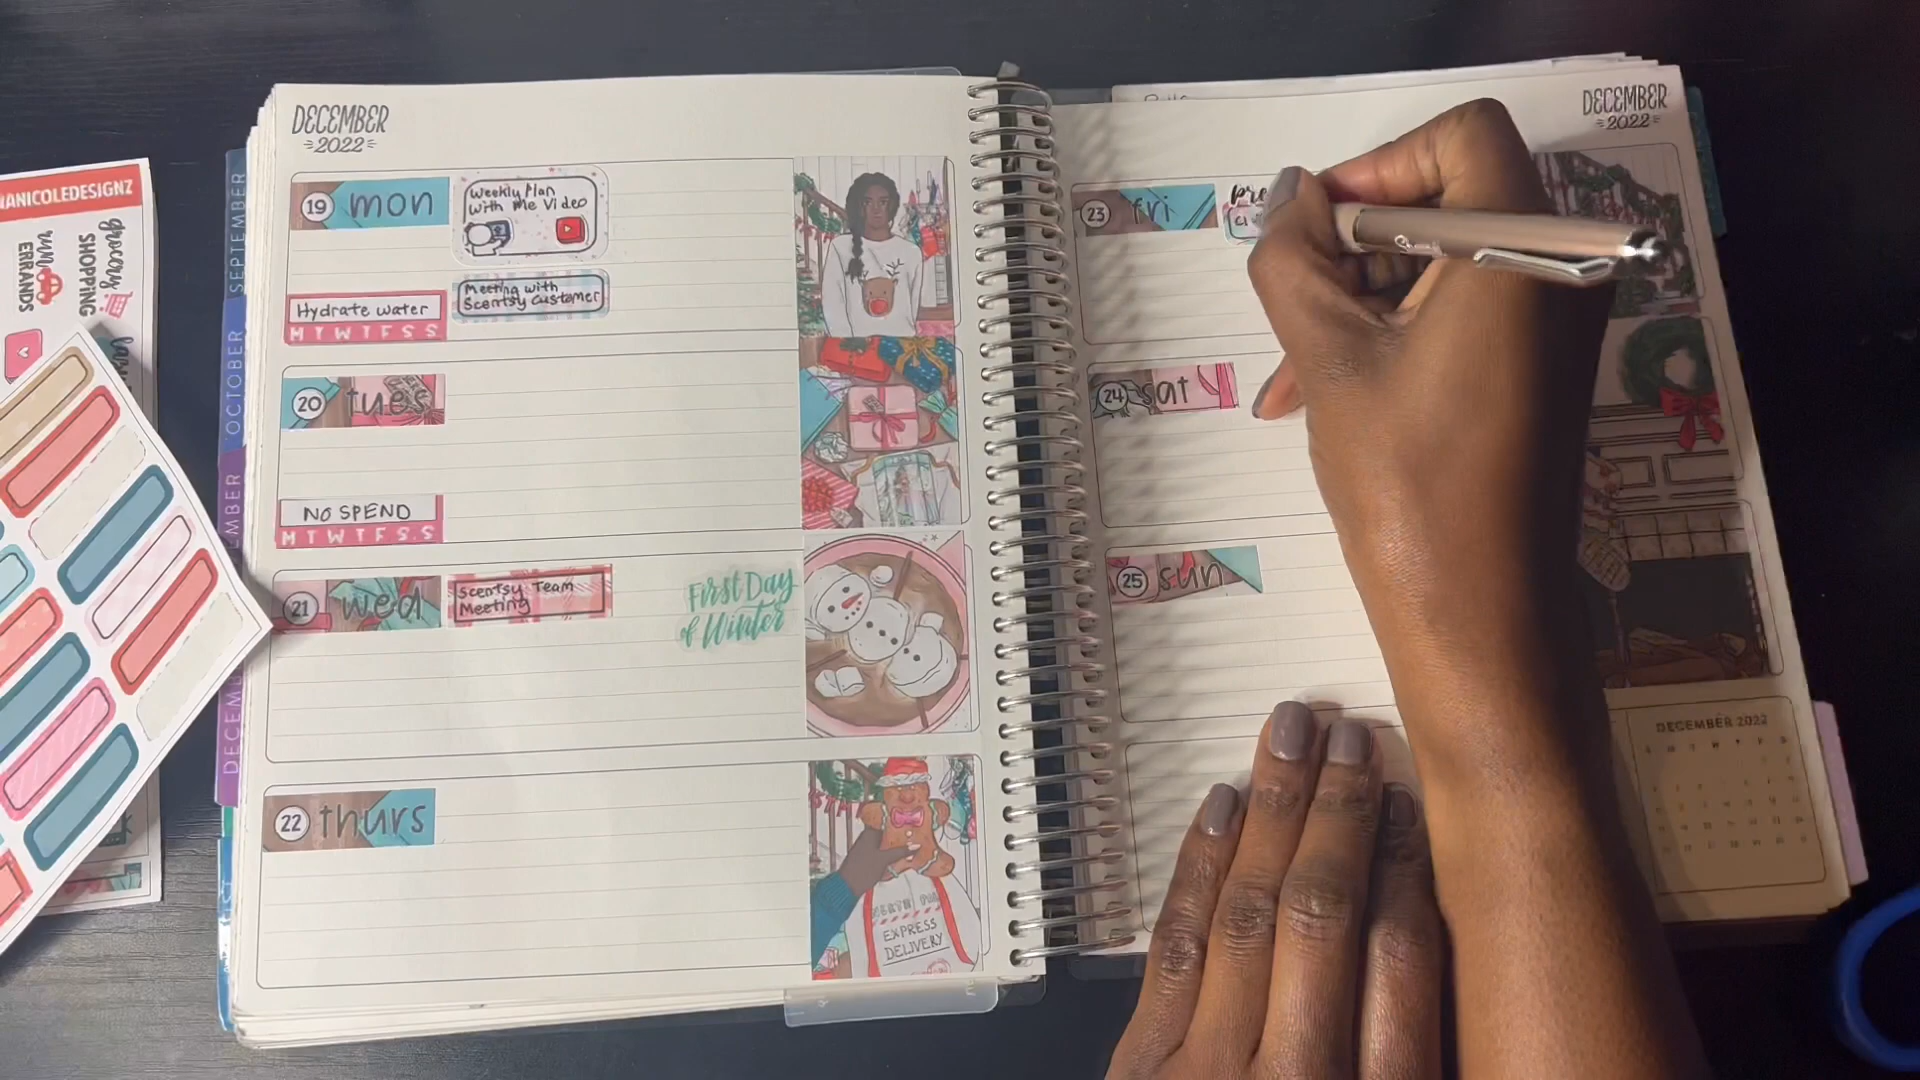 DECEMBER
2022
19 mon
Weekly Plan
With Me Video
Meeting with
Scentsy Customer
Hydrate water
M T W T F S S
20 tues
NO SPEND
M T W T F S S
21 wed
Scentsy Team
Meeting
First Day
of Winter
22 thurs
EXPRESS
DELIVERY
DECEMBER
2022
23 fri
24 sat
25 sun
DECEMBER 2022
S M T W T F S
SEPTEMBER
OCTOBER
DECEMBER
ANICOLEDESIGNZ
grocery
SHOPPING
run
ERRANDS